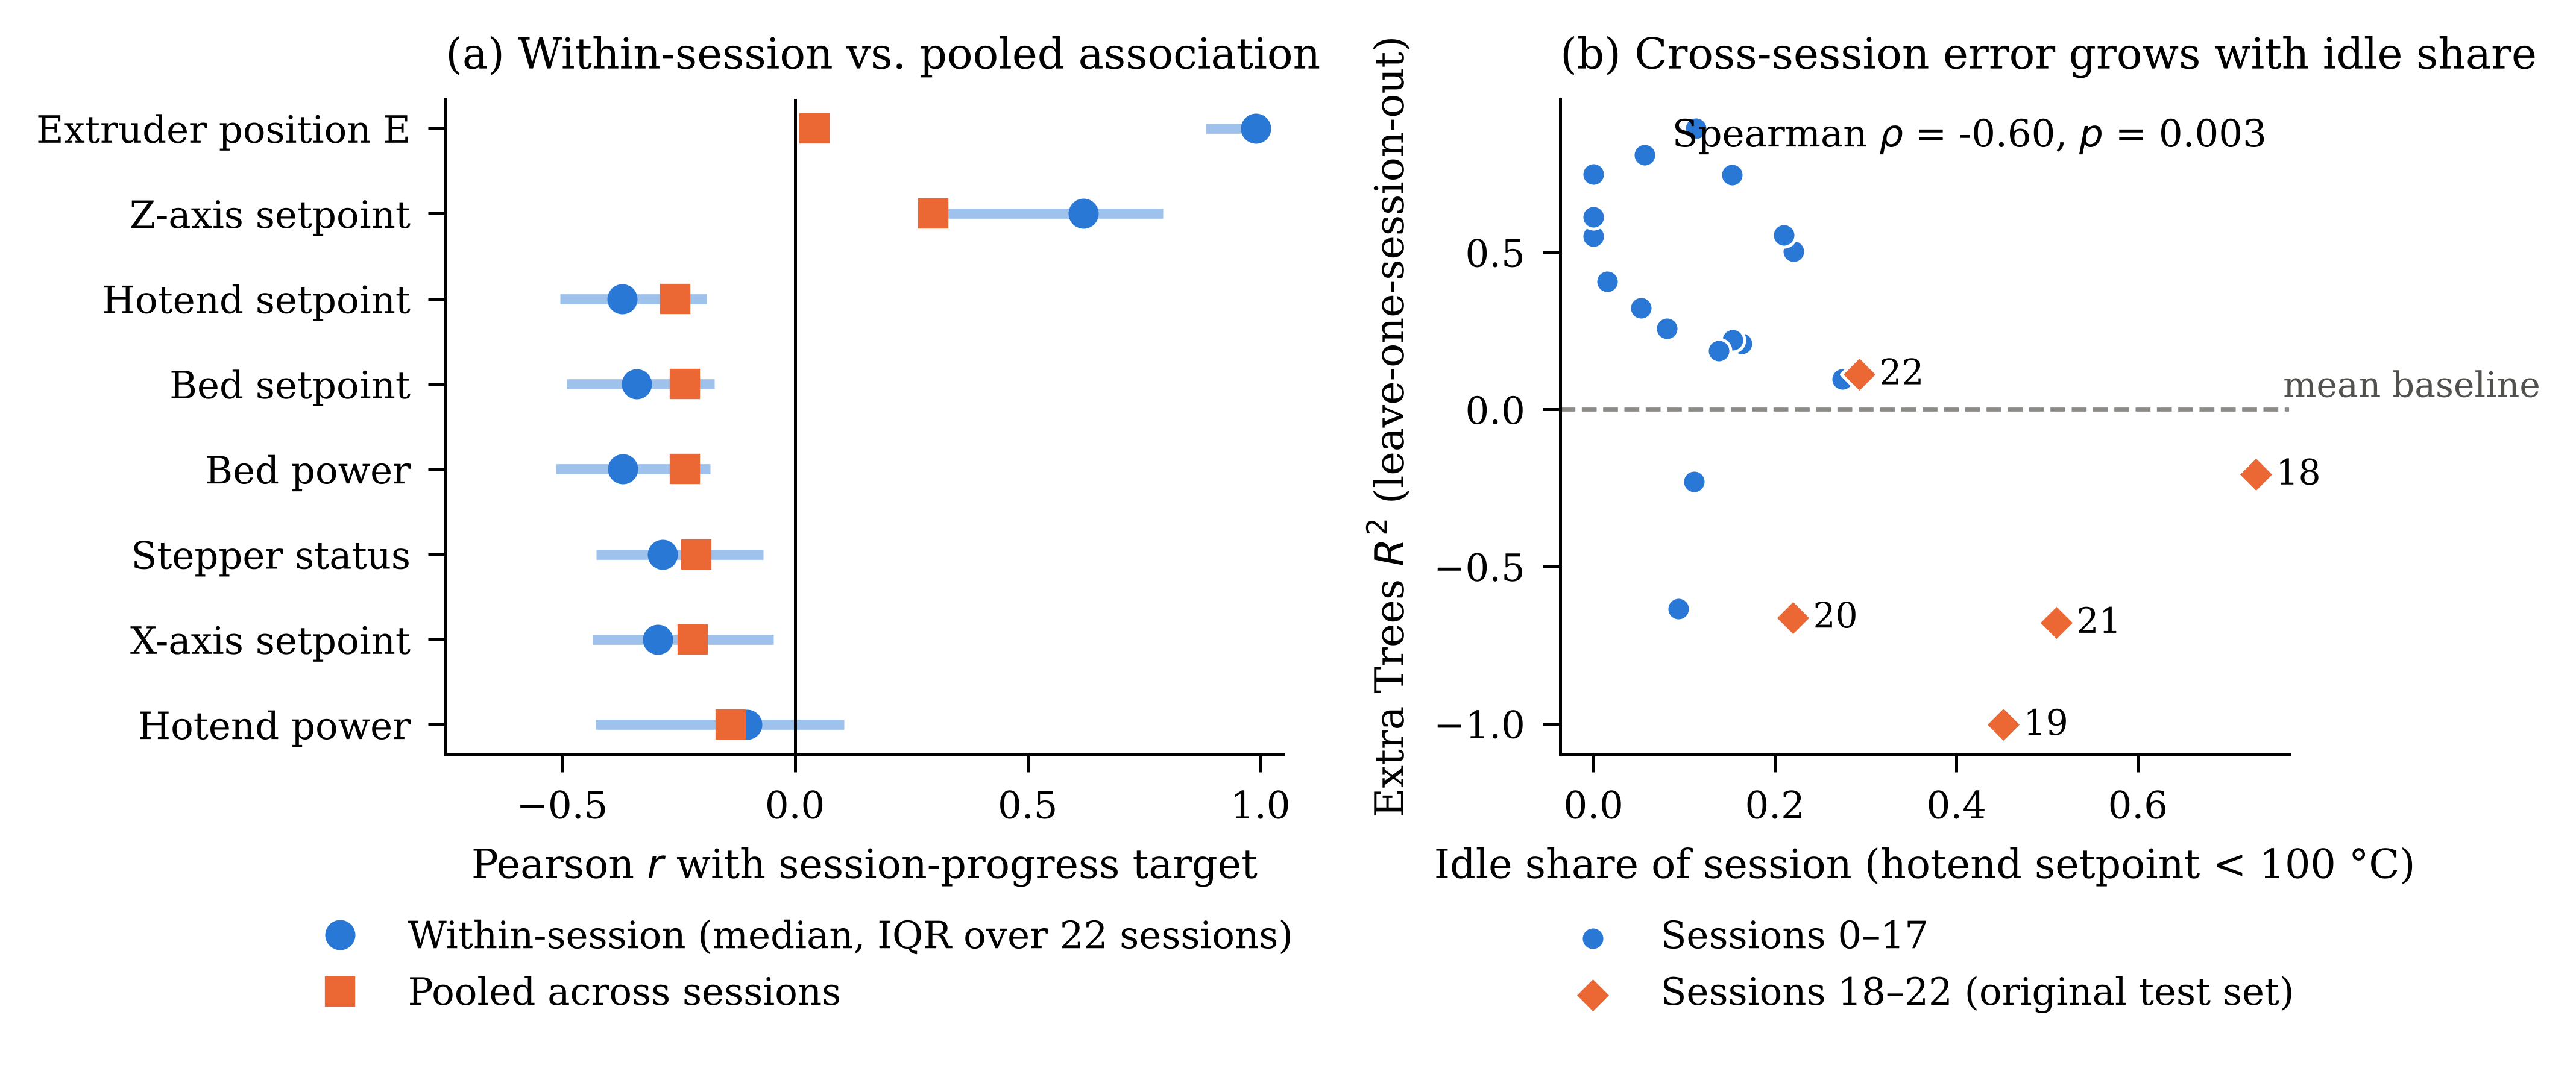 (a) Within-session vs. pooled association
Extruder position E
Z-axis setpoint
Hotend setpoint
Bed setpoint
Bed power
Stepper status
X-axis setpoint
Hotend power
−0.5 0.0 0.5 1.0
Pearson r with session-progress target
Within-session (median, IQR over 22 sessions)
Pooled across sessions
(b) Cross-session error grows with idle share
Extra Trees R² (leave-one-session-out)
Spearman ρ = -0.60, p = 0.003
0.5
0.0
−0.5
−1.0
22
mean baseline
18
20
21
19
0.0 0.2 0.4 0.6
Idle share of session (hotend setpoint < 100 °C)
Sessions 0–17
Sessions 18–22 (original test set)